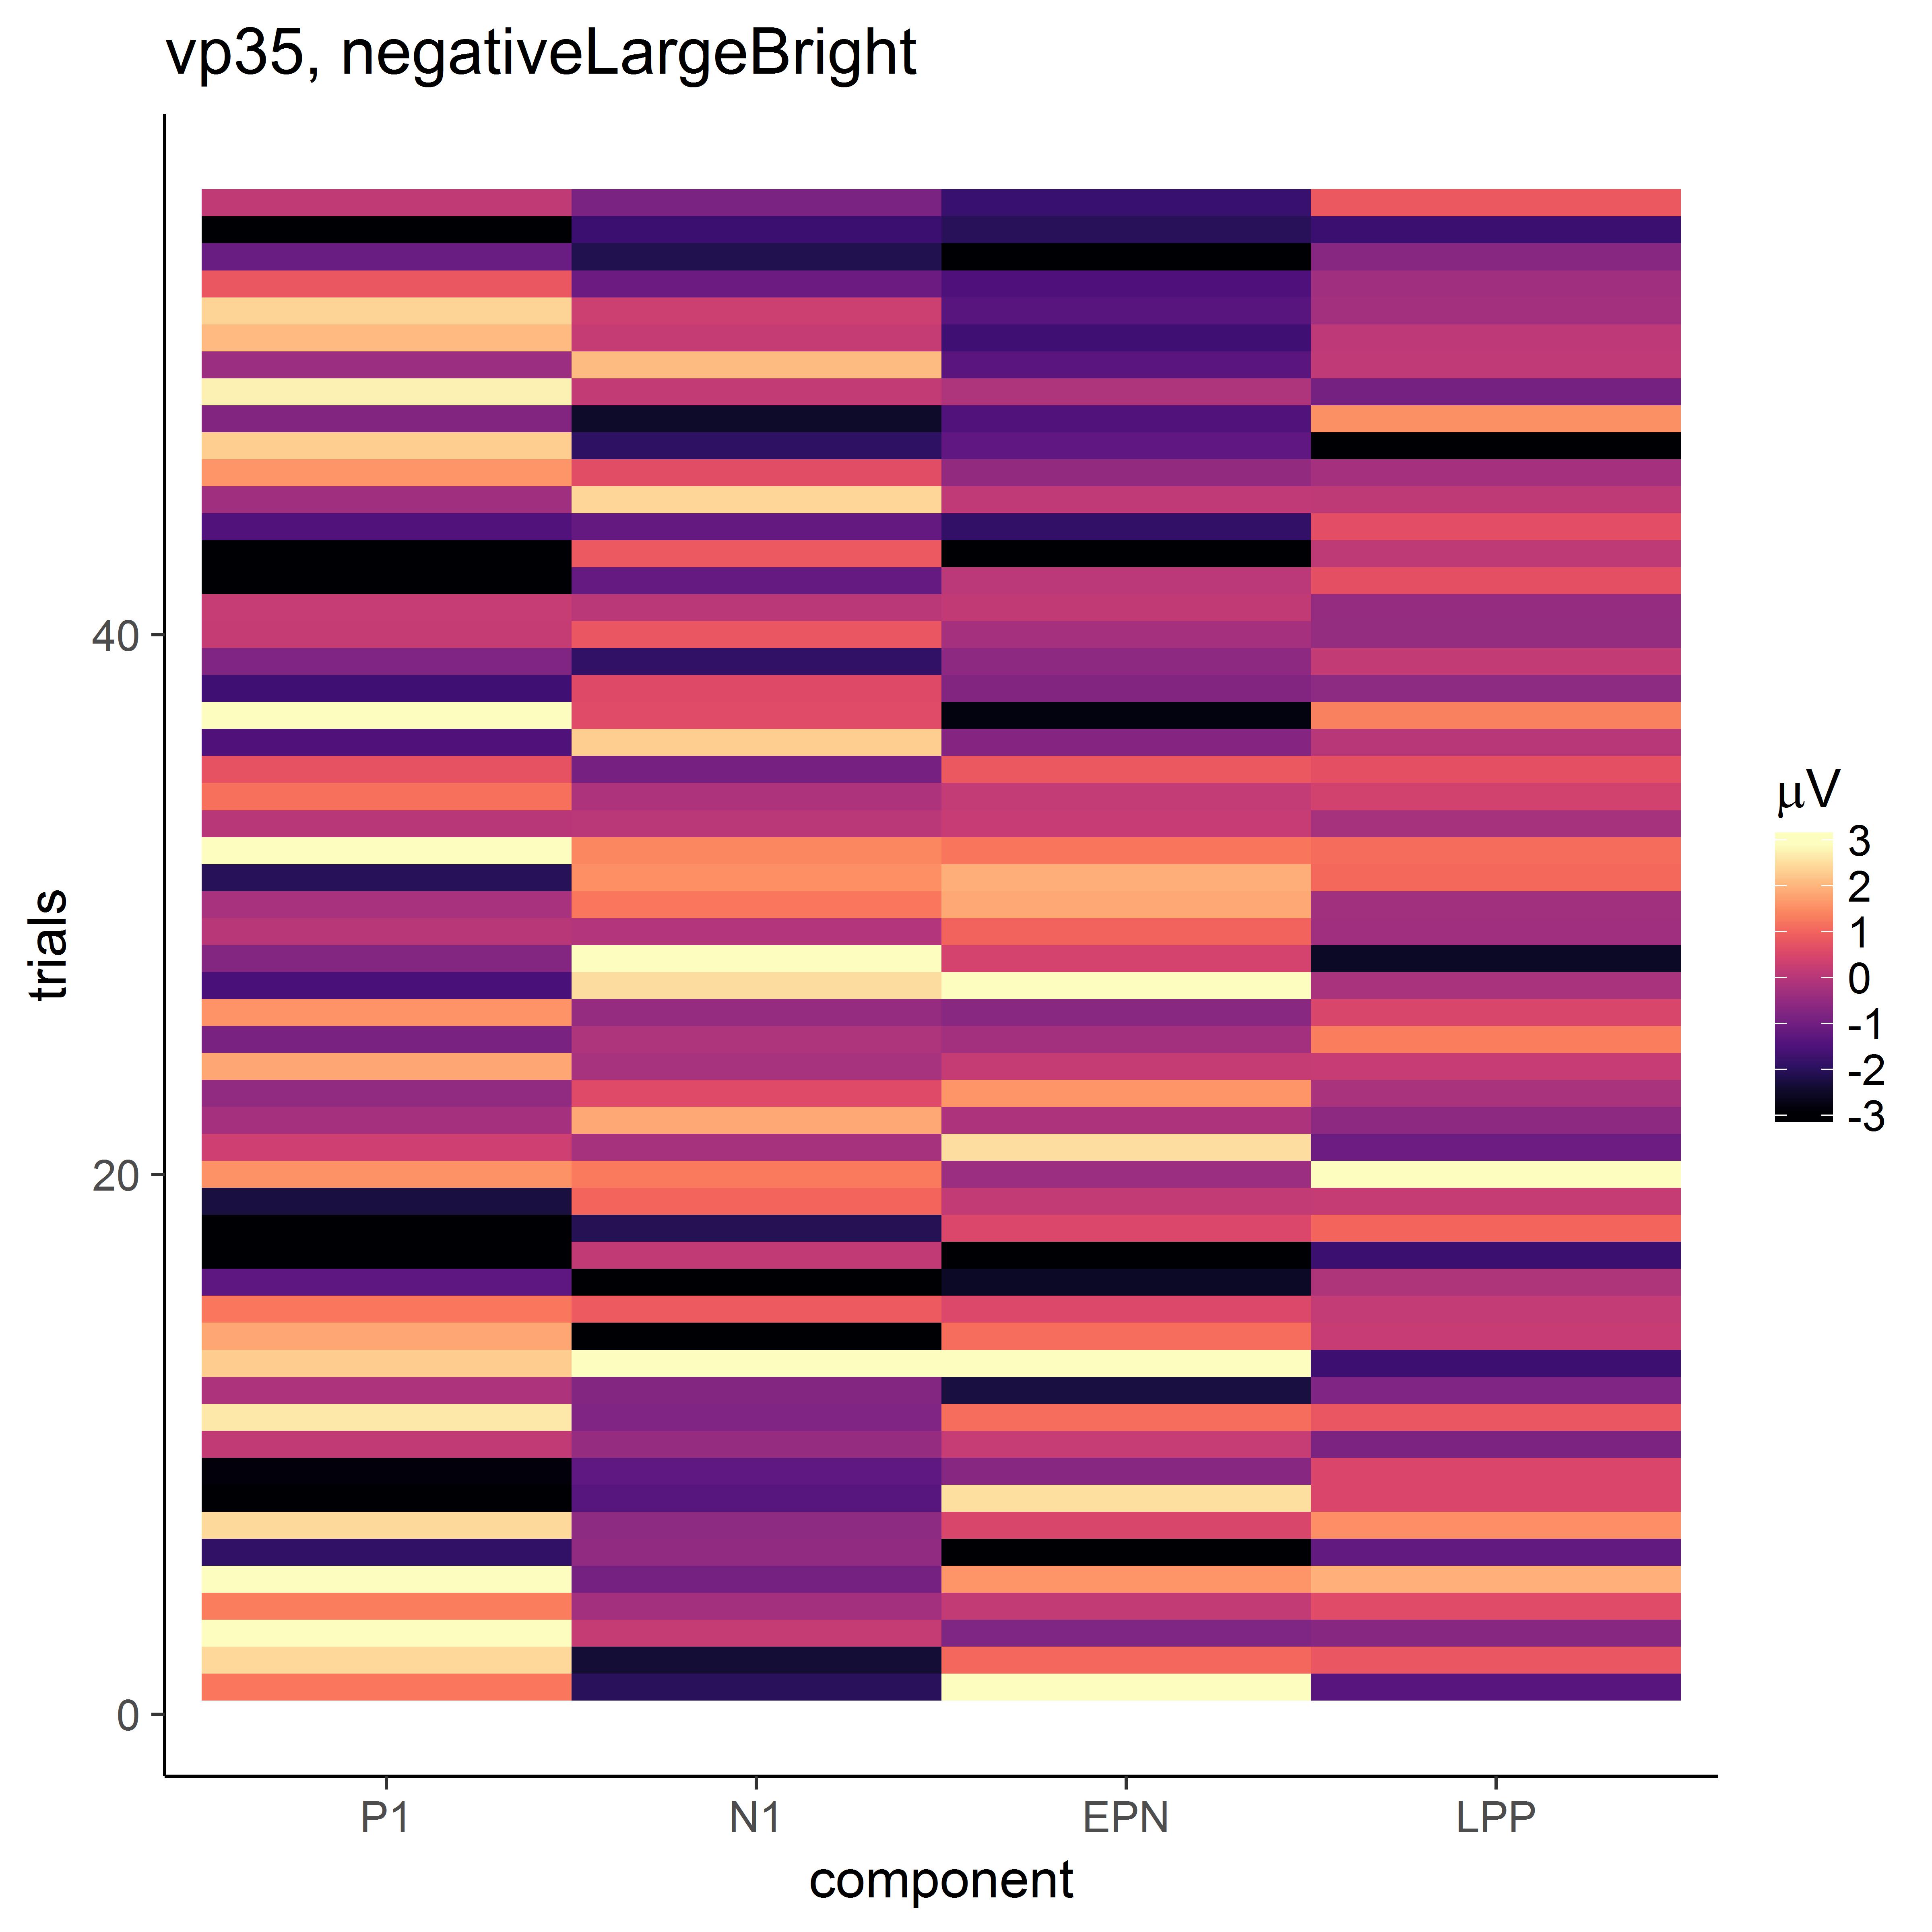 vp35, negativeLargeBright
trials
40
20
0
P1
N1
EPN
LPP
component
μV
3
2
1
0
-1
-2
-3